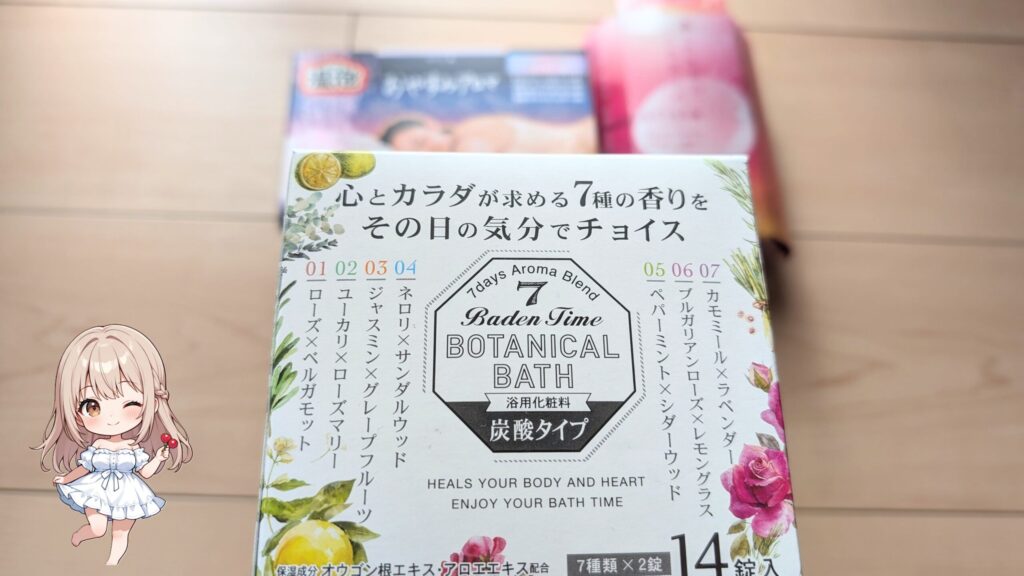 心とカラダが求める7種の香りを
その日の気分でチョイス
01
ローズ×ベルガモット
02
ユーカリ×ローズマリー
03
ジャスミン×グレープフルーツ
04
ネロリ×サンダルウッド
7days Aroma Blend
7
Baden Time
BOTANICAL
BATH
浴用化粧料
炭酸タイプ
05
ペパーミント×シダーウッド
06
ブルガリアンローズ×レモングラス
07
カモミール×ラベンダー
HEALS YOUR BODY AND HEART
ENJOY YOUR BATH TIME
保湿成分 オウゴン根エキス・アロエエキス配合
7種類×2錠
14錠入